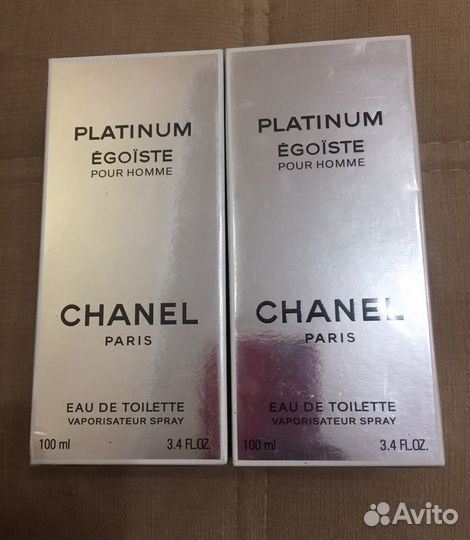 PLATINUM
ÉGOÏSTE
POUR HOMME
CHANEL
PARIS
EAU DE TOILETTE
VAPORISATEUR SPRAY
100 ml 3.4 FL.OZ.
PLATINUM
ÉGOÏSTE
POUR HOMME
CHANEL
PARIS
EAU DE TOILETTE
VAPORISATEUR SPRAY
100 ml 3.4 FL.OZ.
Avito